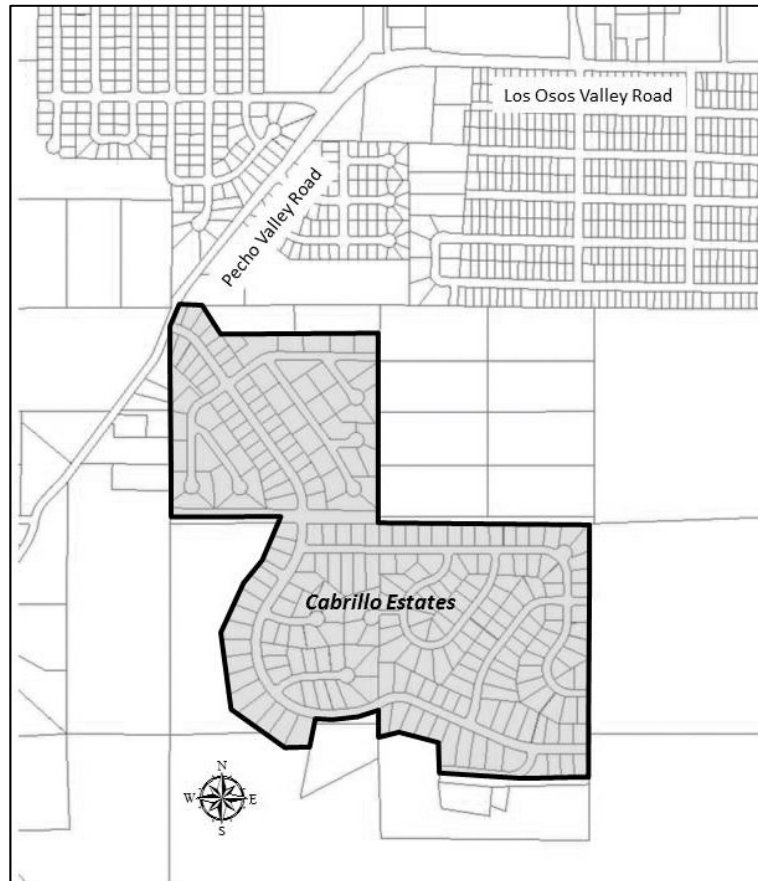 Los Osos Valley Road
Pecho Valley Road
Cabrillo Estates
N
W E
S